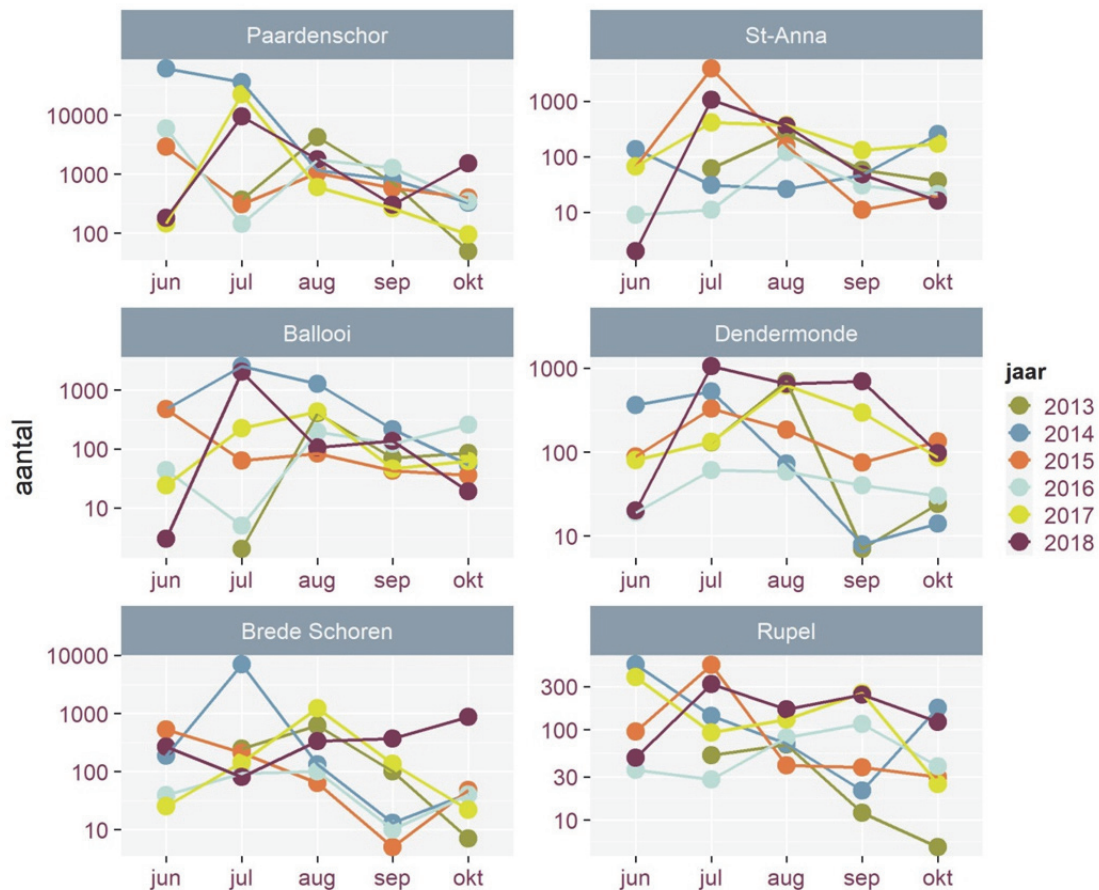 Paardenschor
10000
1000
100
jun jul aug sep okt
St-Anna
1000
100
10
jun jul aug sep okt
aantal
Ballooi
1000
100
10
jun jul aug sep okt
Dendermonde
1000
100
10
jun jul aug sep okt
jaar
2013
2014
2015
2016
2017
2018
Brede Schoren
10000
1000
100
10
jun jul aug sep okt
Rupel
300
100
30
10
jun jul aug sep okt